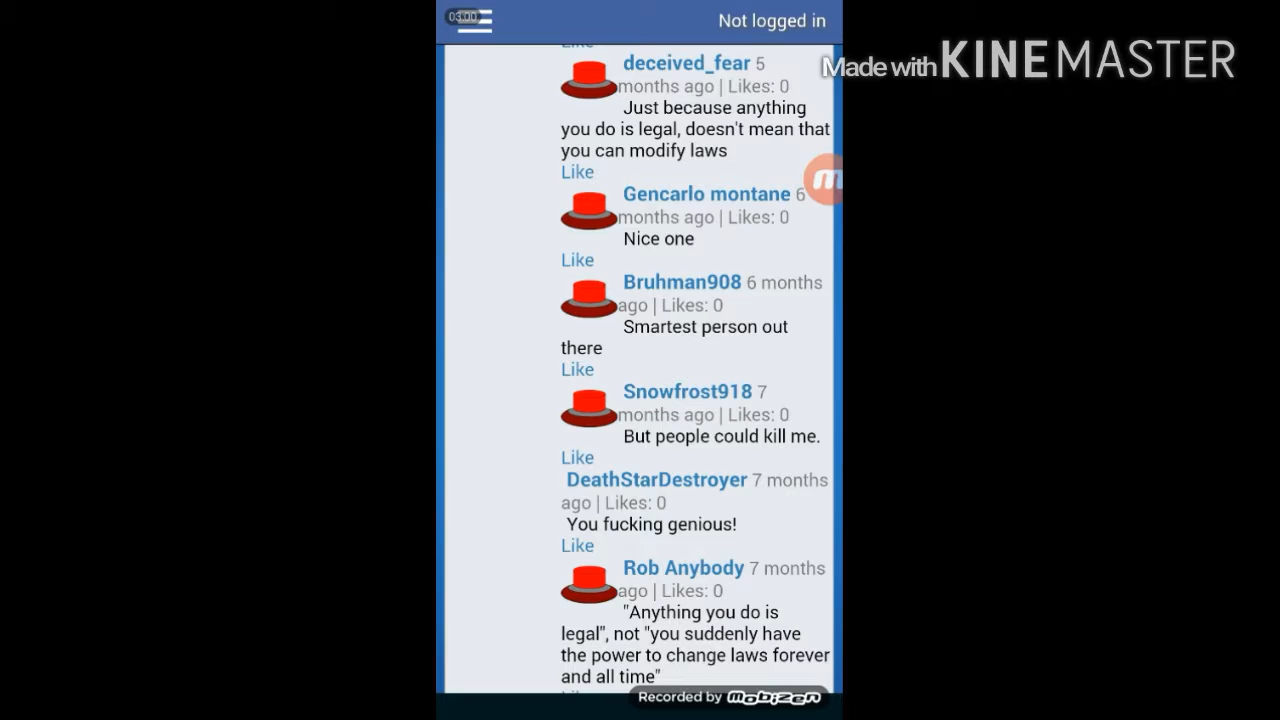 03:00
Not logged in
Made with KINEMASTER
deceived_fear 5
months ago | Likes: 0
Just because anything
you do is legal, doesn't mean that
you can modify laws
Like
Gencarlo montane 6
months ago | Likes: 0
Nice one
Like
Bruhman908 6 months
ago | Likes: 0
Smartest person out
there
Like
Snowfrost918 7
months ago | Likes: 0
But people could kill me.
Like
DeathStarDestroyer 7 months
ago | Likes: 0
You fucking genious!
Like
Rob Anybody 7 months
ago | Likes: 0
"Anything you do is
legal", not "you suddenly have
the power to change laws forever
and all time"
Recorded by mobizen